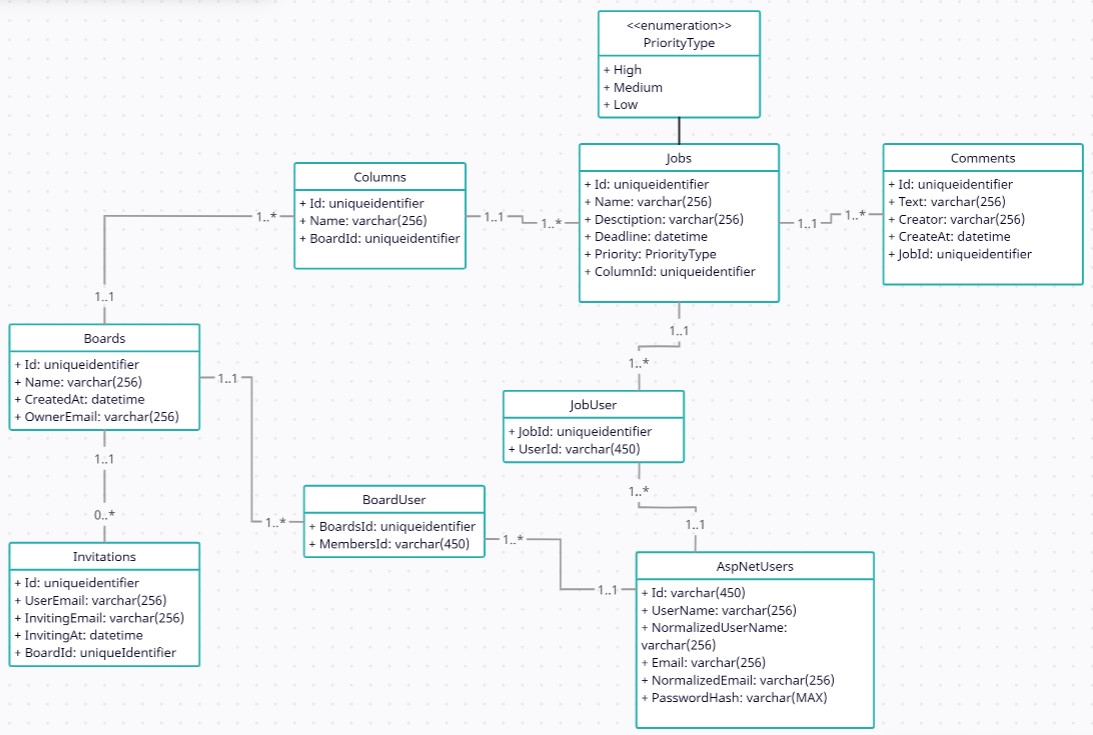 <<enumeration>>
PriorityType
+ High
+ Medium
+ Low
Columns
+ Id: uniqueidentifier
+ Name: varchar(256)
+ BoardId: uniqueidentifier
Jobs
+ Id: uniqueidentifier
+ Name: varchar(256)
+ Desctiption: varchar(256)
+ Deadline: datetime
+ Priority: PriorityType
+ ColumnId: uniqueidentifier
Comments
+ Id: uniqueidentifier
+ Text: varchar(256)
+ Creator: varchar(256)
+ CreateAt: datetime
+ JobId: uniqueidentifier
1..*
1..1
1..*
1..1
1..*
1..1
1..1
1..*
Boards
+ Id: uniqueidentifier
+ Name: varchar(256)
+ CreatedAt: datetime
+ OwnerEmail: varchar(256)
1..1
JobUser
+ JobId: uniqueidentifier
+ UserId: varchar(450)
1..1
0..*
1..*
1..1
BoardUser
+ BoardsId: uniqueidentifier
+ MembersId: varchar(450)
1..*
1..*
1..1
Invitations
+ Id: uniqueidentifier
+ UserEmail: varchar(256)
+ InvitingEmail: varchar(256)
+ InvitingAt: datetime
+ BoardId: uniqueIdentifier
AspNetUsers
+ Id: varchar(450)
+ UserName: varchar(256)
+ NormalizedUserName:
varchar(256)
+ Email: varchar(256)
+ NormalizedEmail: varchar(256)
+ PasswordHash: varchar(MAX)